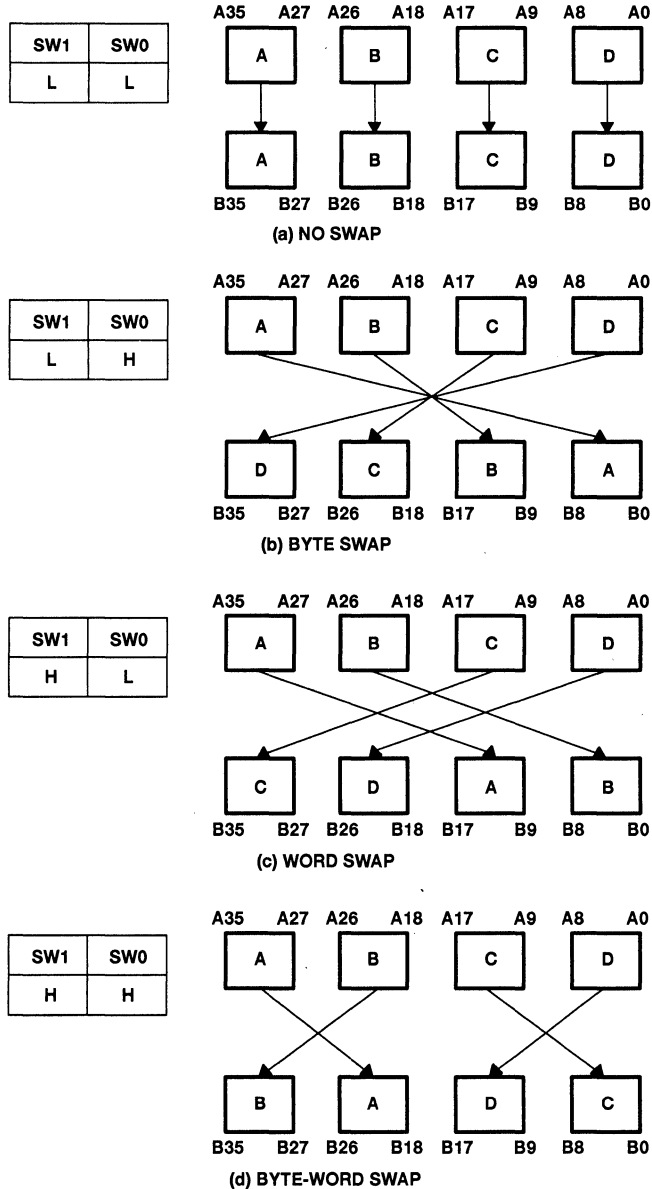 A35 A27 A26 A18 A17 A9 A8 A0
SW1 SW0
L L
A B C D
A B C D
B35 B27 B26 B18 B17 B9 B8 B0
(a) NO SWAP
A35 A27 A26 A18 A17 A9 A8 A0
SW1 SW0
L H
A B C D
D C B A
B35 B27 B26 B18 B17 B9 B8 B0
(b) BYTE SWAP
A35 A27 A26 A18 A17 A9 A8 A0
SW1 SW0
H L
A B C D
C D A B
B35 B27 B26 B18 B17 B9 B8 B0
(c) WORD SWAP
A35 A27 A26 A18 A17 A9 A8 A0
SW1 SW0
H H
A B C D
B A D C
B35 B27 B26 B18 B17 B9 B8 B0
(d) BYTE-WORD SWAP